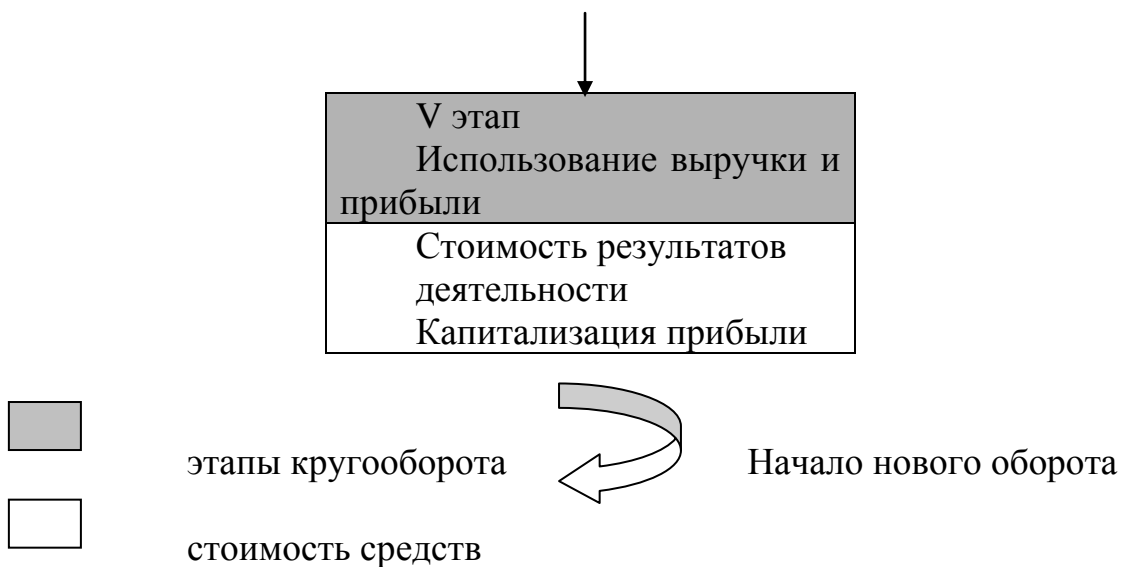 V этап
Использование выручки и
прибыли
Стоимость результатов
деятельности
Капитализация прибыли
этапы кругооборота
Начало нового оборота
стоимость средств